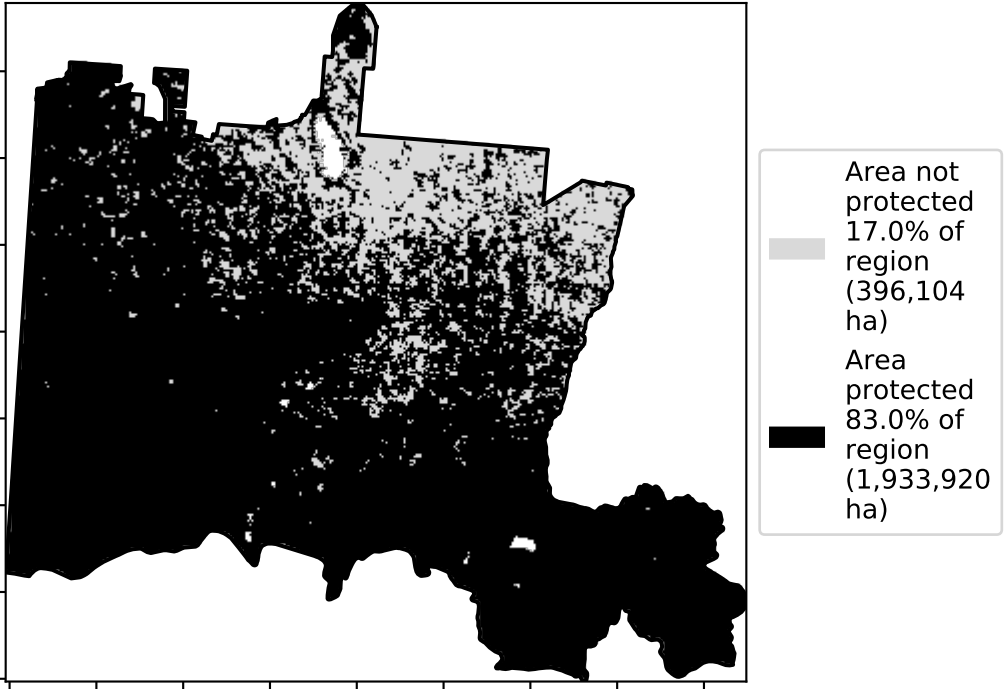 Area not
protected
17.0% of
region
(396,104
ha)
Area
protected
83.0% of
region
(1,933,920
ha)